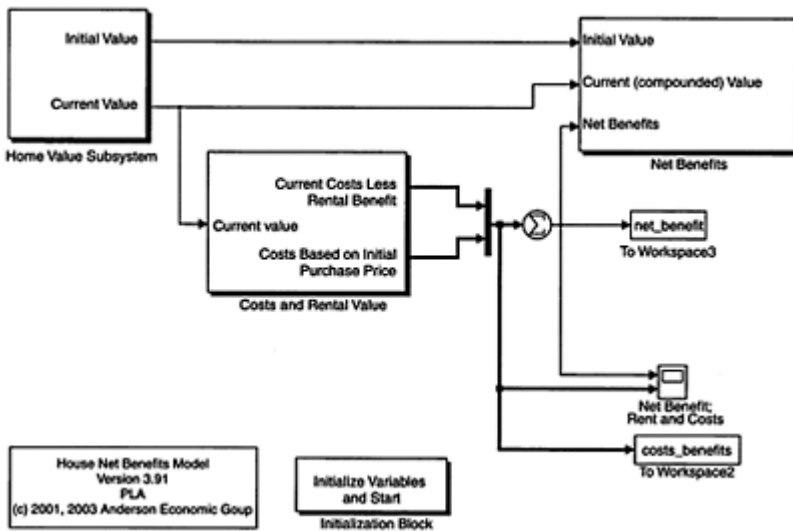 Initial Value
Current Value
Home Value Subsystem
Initial Value
Current (compounded) Value
Net Benefits
Net Benefits
Current Costs Less
Rental Benefit
Current value
Costs Based on Initial
Purchase Price
Costs and Rental Value
Σ
net_benefit
To Workspace3
Net Benefit;
Rent and Costs
costs_benefits
To Workspace2
House Net Benefits Model
Version 3.91
PLA
(c) 2001, 2003 Anderson Economic Goup
Initialize Variables
and Start
Initialization Block